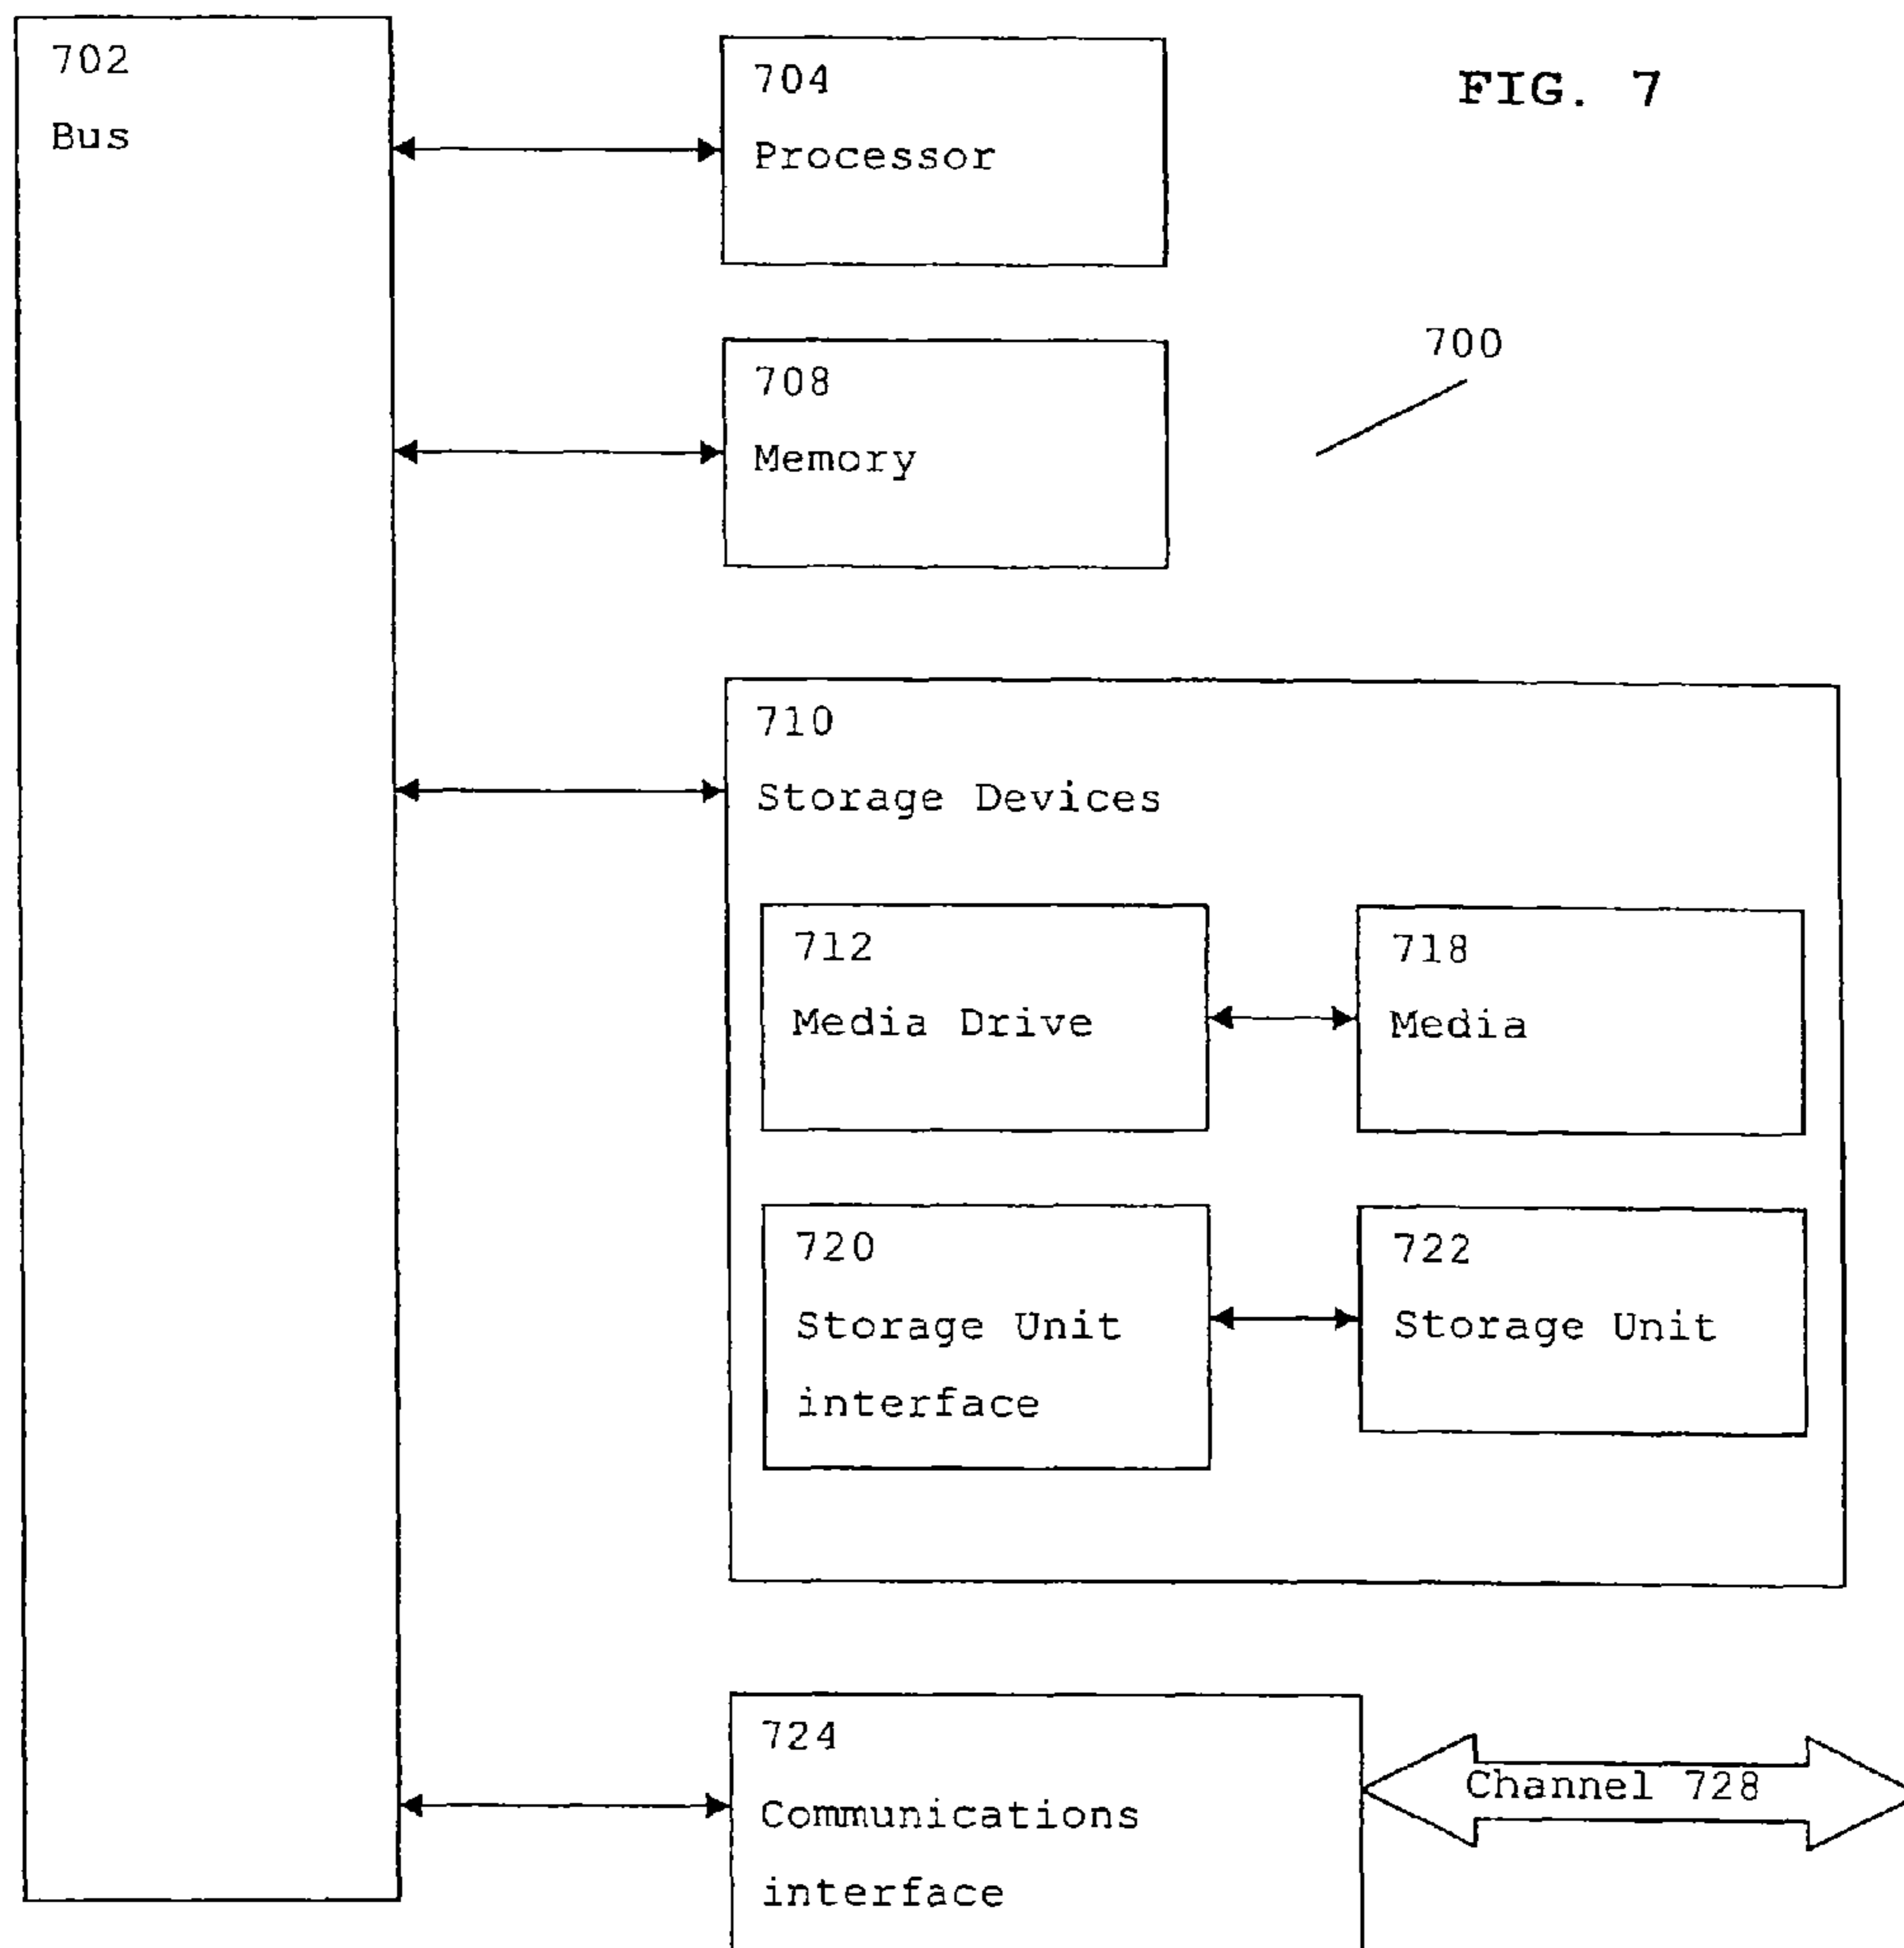 702
Bus
704
Processor
FIG. 7
708
Memory
700
710
Storage Devices
712
Media Drive
718
Media
720
Storage Unit
interface
722
Storage Unit
724
Communications
interface
Channel 728